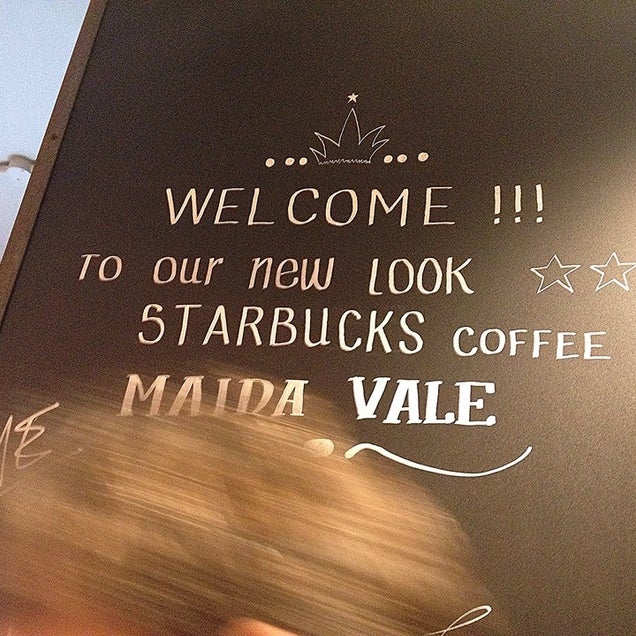 WELCOME !!!
TO our new LOOK
STARBUCKS COFFEE
MAIDA VALE